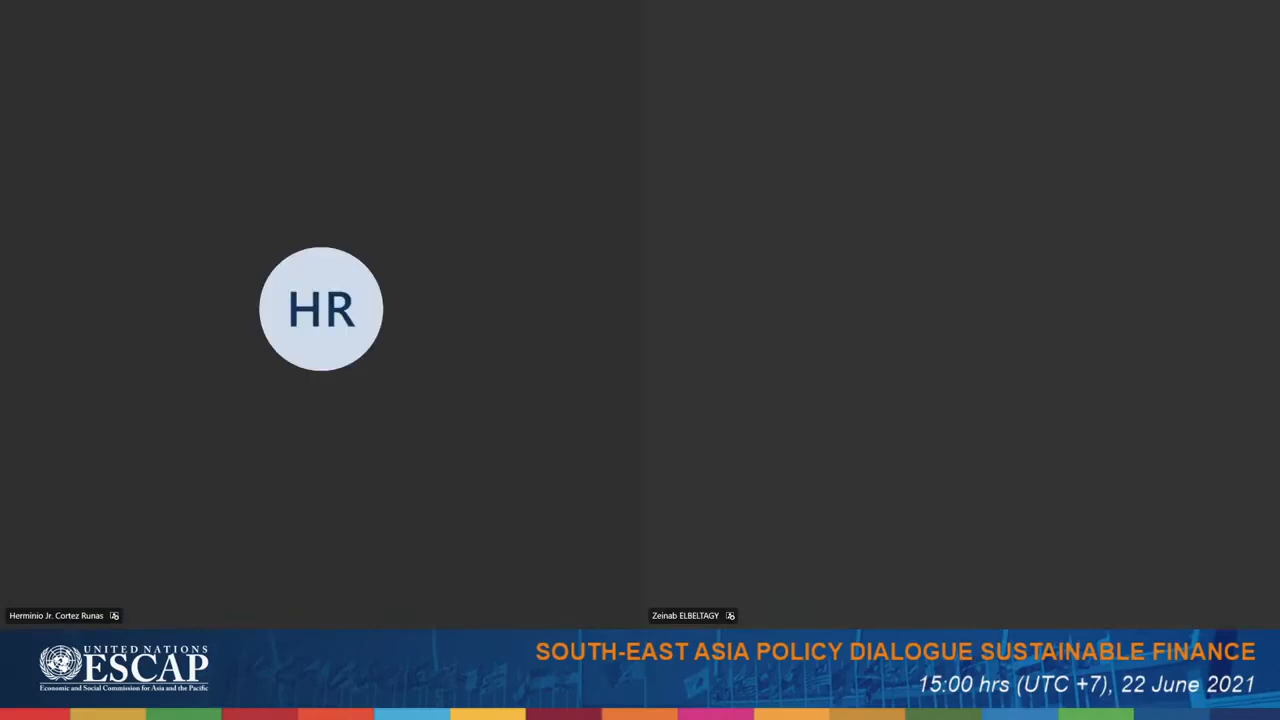 HR
Herminio Jr. Cortez Runas
Zeinab ELBELTAGY
UNITED NATIONS
ESCAP
Economic and Social Commission for Asia and the Pacific
SOUTH-EAST ASIA POLICY DIALOGUE SUSTAINABLE FINANCE
15:00 hrs (UTC +7), 22 June 2021